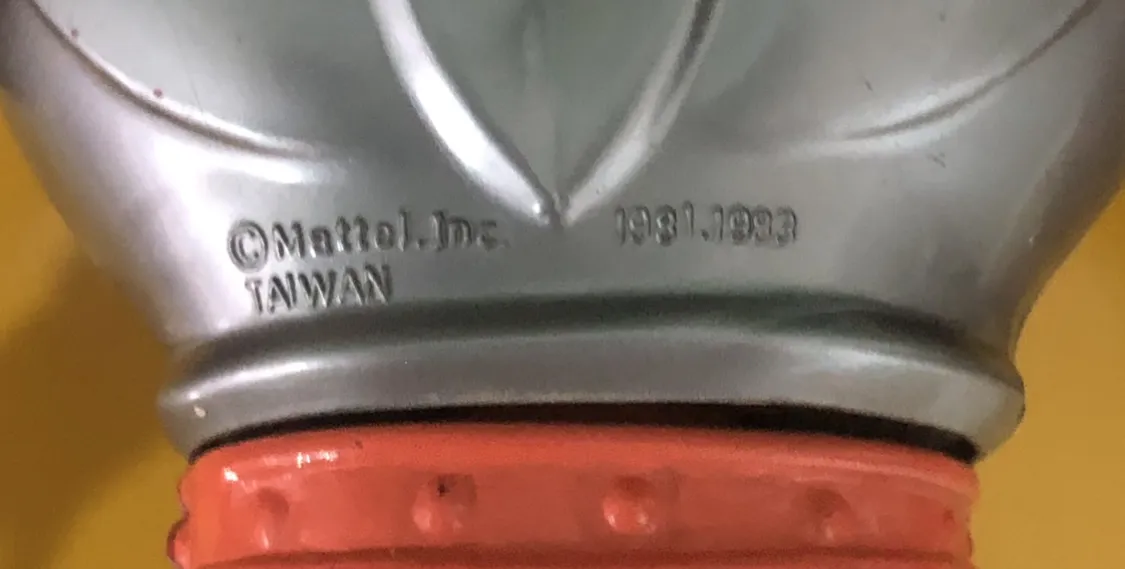 ©Mattel, Inc. 1981, 1983
TAIWAN